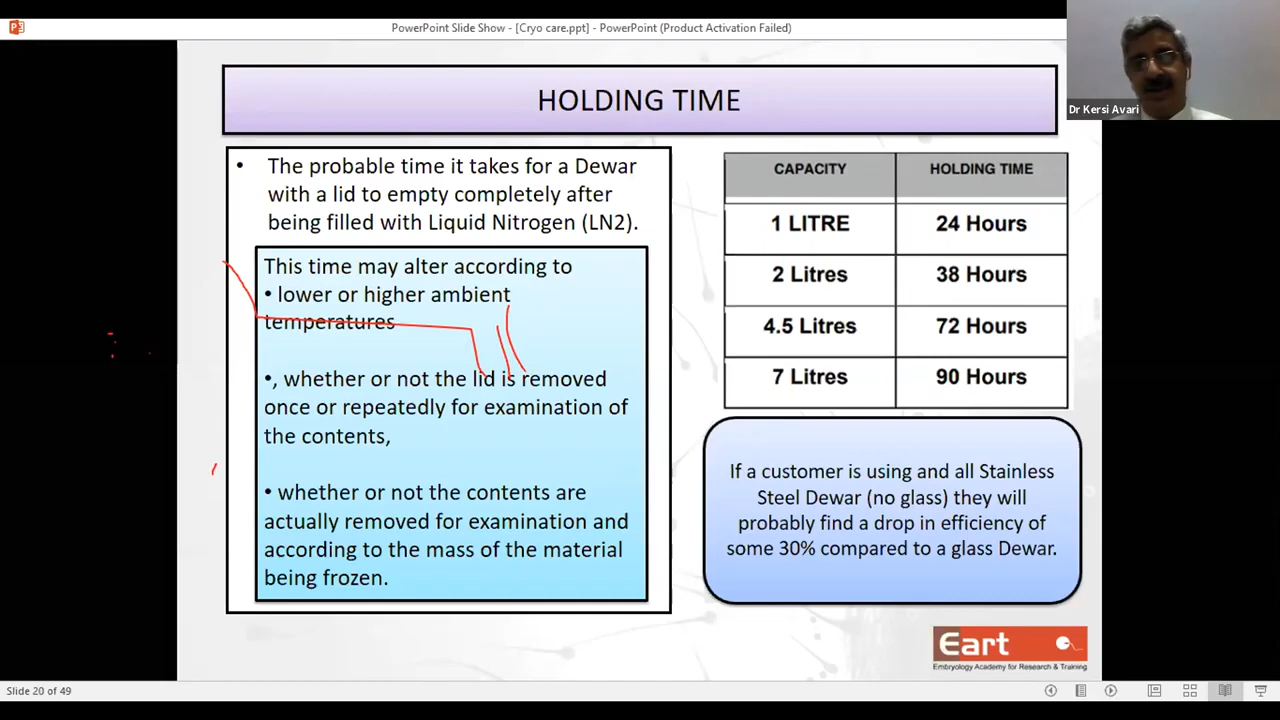 PowerPoint Slide Show - [Cryo care.ppt] - PowerPoint (Product Activation Failed)
Dr Kersi Avari
HOLDING TIME
• The probable time it takes for a Dewar
with a lid to empty completely after
being filled with Liquid Nitrogen (LN2).
This time may alter according to
• lower or higher ambient
temperatures
•, whether or not the lid is removed
once or repeatedly for examination of
the contents,
• whether or not the contents are
actually removed for examination and
according to the mass of the material
being frozen.
CAPACITY HOLDING TIME
1 LITRE 24 Hours
2 Litres 38 Hours
4.5 Litres 72 Hours
7 Litres 90 Hours
If a customer is using and all Stainless
Steel Dewar (no glass) they will
probably find a drop in efficiency of
some 30% compared to a glass Dewar.
Eart
Embryology Academy for Research & Training
Slide 20 of 49